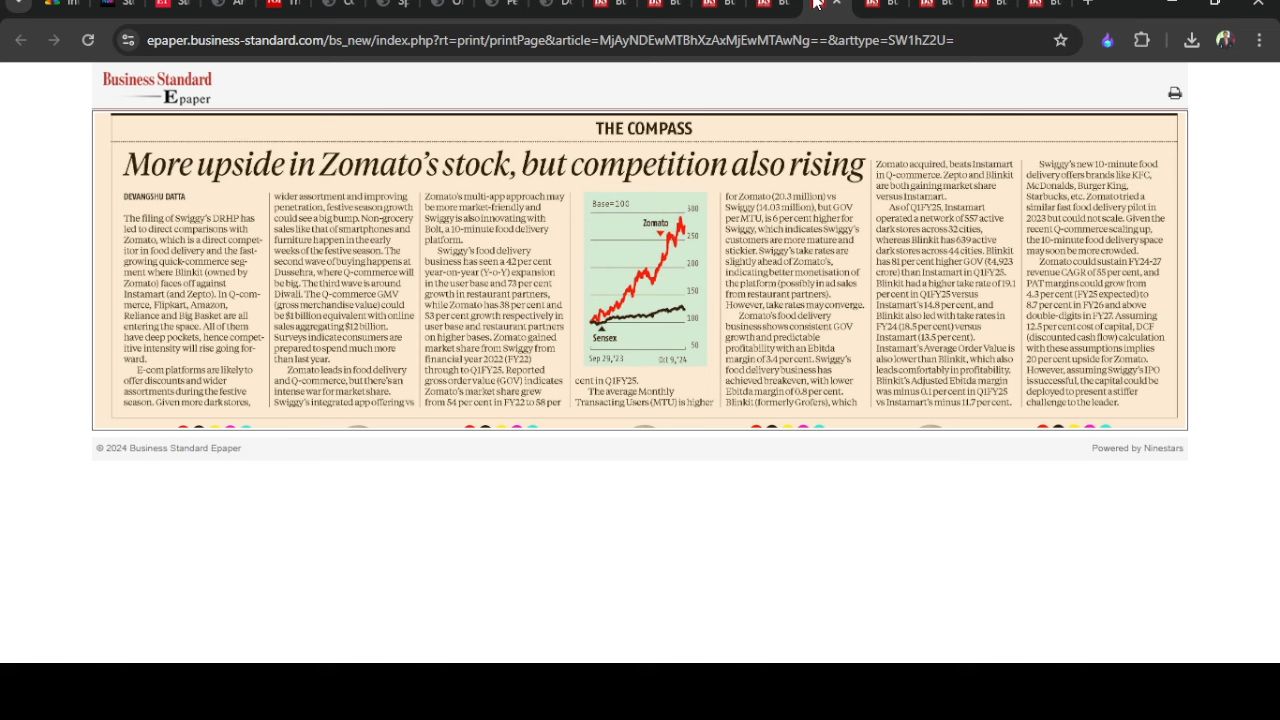 epaper.business-standard.com/bs_new/index.php?rt=print/printPage&article=MjAyNDEwMTBhXzAxMjEwMTAwNg==&arttype=SW1hZ2U=
Business Standard
Epaper
THE COMPASS
More upside in Zomato's stock, but competition also rising
DEVANGSHU DATTA
The filing of Swiggy's DRHP has
led to direct comparisons with
Zomato, which is a direct compet-
itor in food delivery and the fast-
growing quick-commerce seg-
ment where Blinkit (owned by
Zomato) faces off against
Instamart (and Zepto). In Q-com-
merce, Flipkart, Amazon,
Reliance and Big Basket are all
entering the space. All of them
have deep pockets, hence compet-
itive intensity will rise going for-
ward.
E-com platforms are likely to
offer discounts and wider
assortments during the festive
season. Given more dark stores,
wider assortment and improving
penetration, festive season growth
could see a big bump. Non-grocery
sales like that of smartphones and
furniture happen in the early
weeks of the festive season. The
second wave of buying happens at
Dussehra, where Q-commerce will
be big. The third wave is around
Diwali. The Q-commerce GMV
(gross merchandise value) could
be $1 billion equivalent with online
sales aggregating $12 billion.
Surveys indicate consumers are
prepared to spend much more
than last year.
Zomato leads in food delivery
and Q-commerce, but there's an
intense war for market share.
Swiggy's integrated app offering vs
Zomato's multi-app approach may
be more market-friendly and
Swiggy is also innovating with
Bolt, a 10-minute food delivery
platform.
Swiggy's food delivery
business has seen a 42 per cent
year-on-year (Y-o-Y) expansion
in the user base and 73 per cent
growth in restaurant partners,
while Zomato has 38 per cent and
53 per cent growth respectively in
user base and restaurant partners
on higher bases. Zomato gained
market share from Swiggy from
financial year 2022 (FY22)
through to Q1FY25. Reported
gross order value (GOV) indicates
Zomato's market share grew
from 54 per cent in FY22 to 58 per
Base=100
300
Zomato
250
200
150
100
Sensex
50
Sep 29,'23
Oct 9,'24
cent in Q1FY25.
The average Monthly
Transacting Users (MTU) is higher
for Zomato (20.3 million) vs
Swiggy (14.03 million), but GOV
per MTU, is 6 per cent higher for
Swiggy, which indicates Swiggy's
customers are more mature and
stickier. Swiggy's take rates are
slightly ahead of Zomato's,
indicating better monetisation of
the platform (possibly in ad sales
from restaurant partners).
However, take rates may converge.
Zomato's food delivery
business shows consistent GOV
growth and predictable
profitability with an Ebitda
margin of 3.4 per cent. Swiggy's
food delivery business has
achieved breakeven, with lower
Ebitda margin of 0.8 per cent.
Blinkit (formerly Grofers), which
Zomato acquired, beats Instamart
in Q-commerce. Zepto and Blinkit
are both gaining market share
versus Instamart.
As of Q1FY25, Instamart
operated a network of 557 active
dark stores across 32 cities,
whereas Blinkit has 639 active
dark stores across 44 cities. Blinkit
has 81 per cent higher GOV (₹4,923
crore) than Instamart in Q1FY25.
Blinkit had a higher take rate of 19.1
per cent in Q1FY25 versus
Instamart's 14.8 per cent, and
Blinkit also led with take rates in
FY24 (18.5 per cent) versus
Instamart (13.5 per cent).
Instamart's Average Order Value is
also lower than Blinkit, which also
leads comfortably in profitability.
Blinkit's Adjusted Ebitda margin
was minus 0.1 per cent in Q1FY25
vs Instamart's minus 11.7 per cent.
Swiggy's new 10-minute food
delivery offers brands like KFC,
McDonalds, Burger King,
Starbucks, etc. Zomato tried a
similar fast food delivery pilot in
2023 but could not scale. Given the
recent Q-commerce scaling up,
the 10-minute food delivery space
may soon be more crowded.
Zomato could sustain FY24-27
revenue CAGR of 55 per cent, and
PAT margins could grow from
4.3 per cent (FY25 expected) to
8.7 per cent in FY26 and above
double-digits in FY27. Assuming
12.5 per cent cost of capital, DCF
(discounted cash flow) calculation
with these assumptions implies
20 per cent upside for Zomato.
However, assuming Swiggy's IPO
is successful, the capital could be
deployed to present a stiffer
challenge to the leader.
© 2024 Business Standard Epaper
Powered by Ninestars